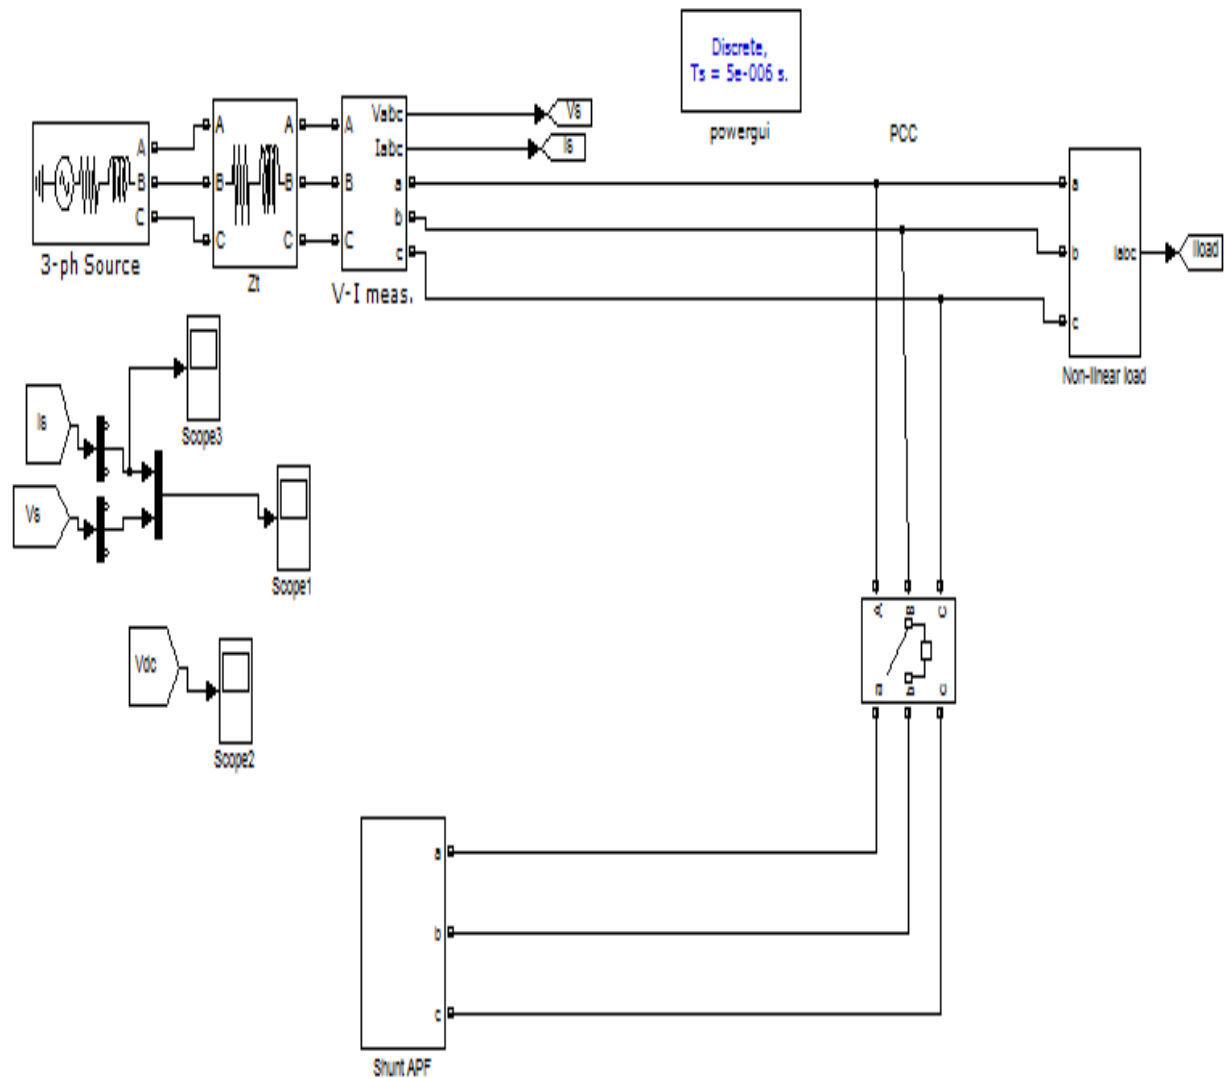 Discrete,
Ts = 5e-006 s.
powergui
PCC
A
B
C
3-ph Source
A
B
C
A
B
C
Zt
A
B
C
Vabc
Iabc
a
b
c
V-I meas.
Vs
Is
a
b
c
Iabc
Non-linear load
Iload
Is
Vs
Scope3
Scope1
Vdc
Scope2
A
B
C
a
b
c
a
b
c
Shunt APF